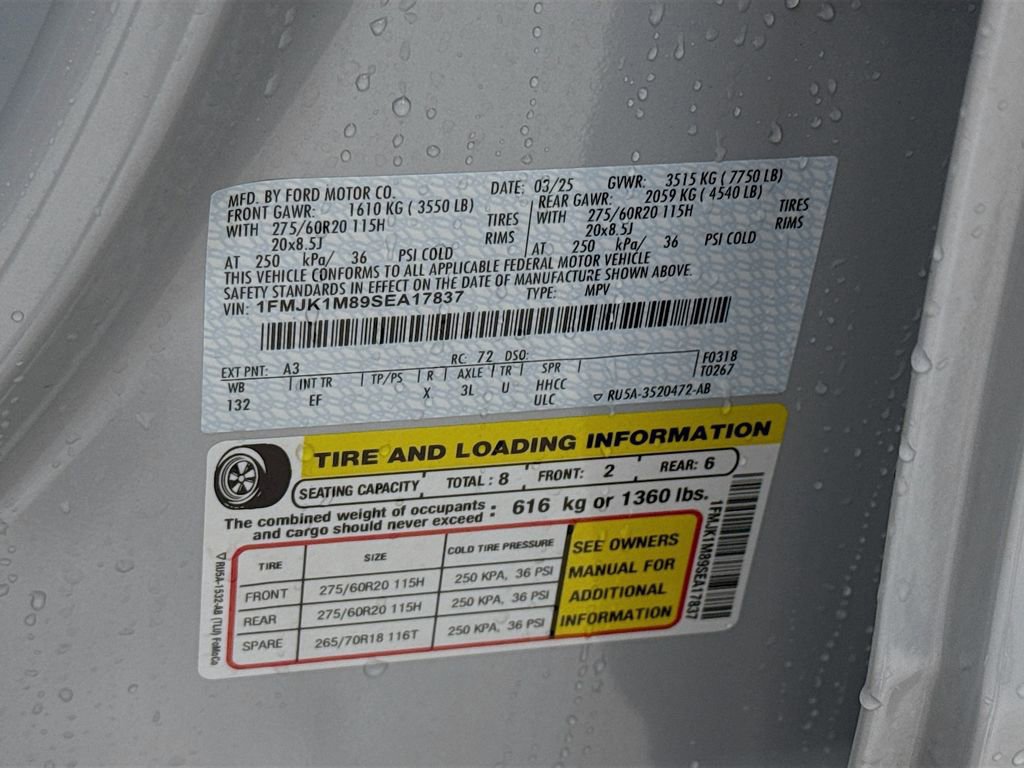 MFD. BY FORD MOTOR CO. DATE: 03/25 GVWR: 3515 KG ( 7750 LB)
FRONT GAWR: 1610 KG ( 3550 LB) REAR GAWR: 2059 KG ( 4540 LB)
WITH 275/60R20 115H TIRES WITH 275/60R20 115H TIRES
20x8.5J RIMS 20x8.5J RIMS
AT 250 kPa/ 36 PSI COLD AT 250 kPa/ 36 PSI COLD
THIS VEHICLE CONFORMS TO ALL APPLICABLE FEDERAL MOTOR VEHICLE
SAFETY STANDARDS IN EFFECT ON THE DATE OF MANUFACTURE SHOWN ABOVE.
VIN: 1FMJK1M89SEA17837 TYPE: MPV
EXT PNT: A3 RC: 72 DSO: F0318
WB INT TR TP/PS R AXLE TR SPR T0267
132 EF X 3L U HHCC
ULC ▽ RU5A-3520472-AB
TIRE AND LOADING INFORMATION
SEATING CAPACITY TOTAL : 8 FRONT: 2 REAR: 6
The combined weight of occupants and cargo should never exceed : 616 kg or 1360 lbs.
TIRE SIZE COLD TIRE PRESSURE
FRONT 275/60R20 115H 250 KPA, 36 PSI
REAR 275/60R20 115H 250 KPA, 36 PSI
SPARE 265/70R18 116T 250 KPA, 36 PSI
SEE OWNERS
MANUAL FOR
ADDITIONAL
INFORMATION
1FMJK1M89SEA17837
▽ RU5A-1532-AB (TLU) FoMoCo